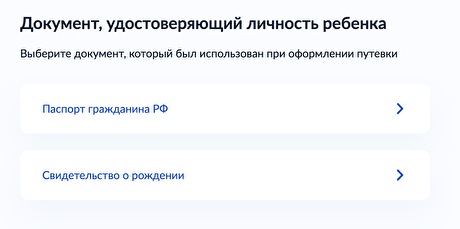 Документ, удостоверяющий личность ребенка
Выберите документ, который был использован при оформлении путевки
Паспорт гражданина РФ
Свидетельство о рождении